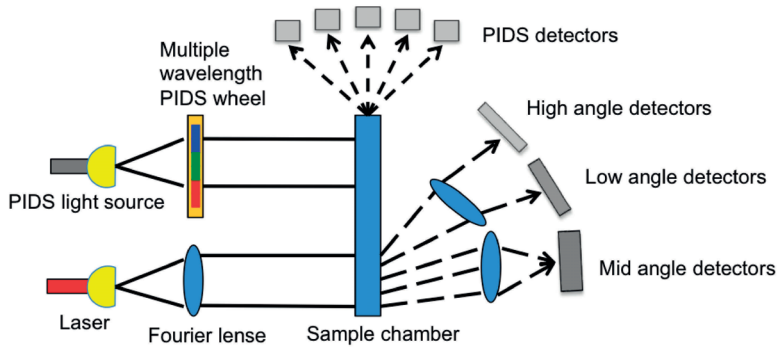 PIDS detectors
Multiple
wavelength
PIDS wheel
High angle detectors
Low angle detectors
PIDS light source
Mid angle detectors
Laser
Fourier lense
Sample chamber